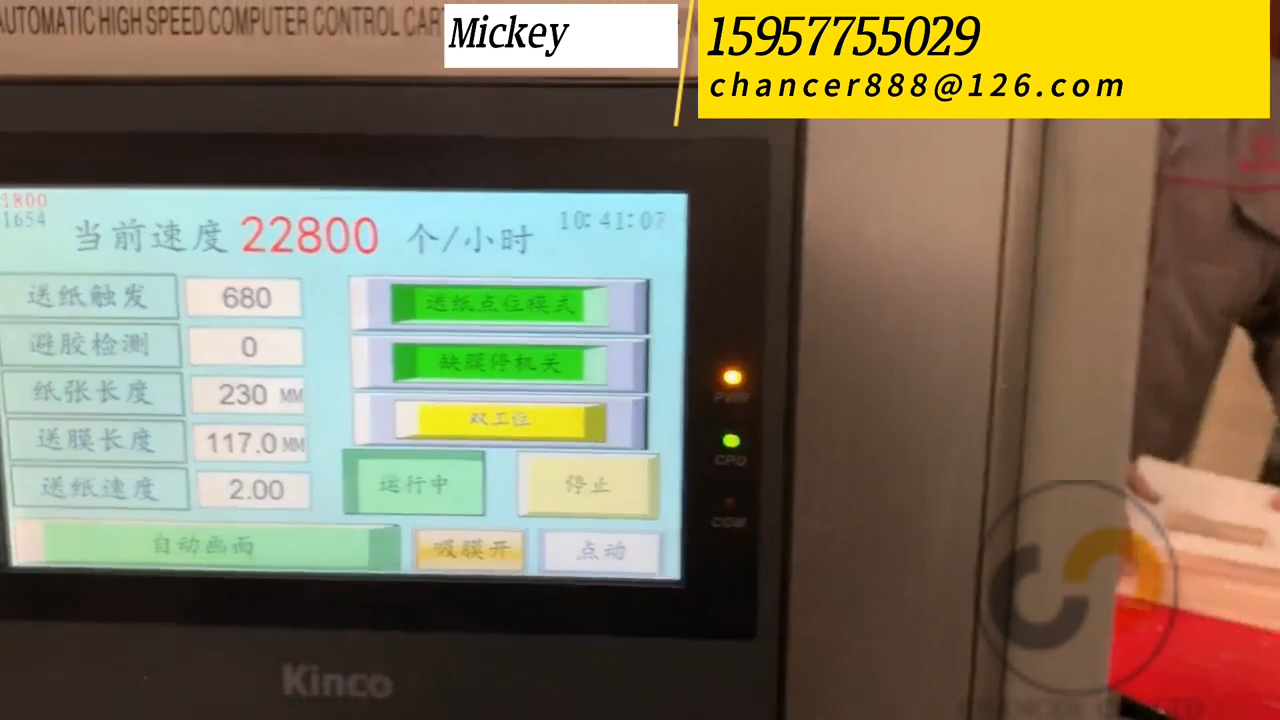 AUTOMATIC HIGH SPEED COMPUTER CONTROL
Mickey
15957755029
chancer888@126.com
1800
1654
当前速度 22800 个/小时
10:41:07
送纸触发 680
避胶检测 0
纸张长度 230 MM
送膜长度 117.0 MM
送纸速度 2.00
送纸点位模式
缺膜停机关
双工位
运行中
停止
自动画面
吸膜开
点动
PWR
CPU
COM
Kinco